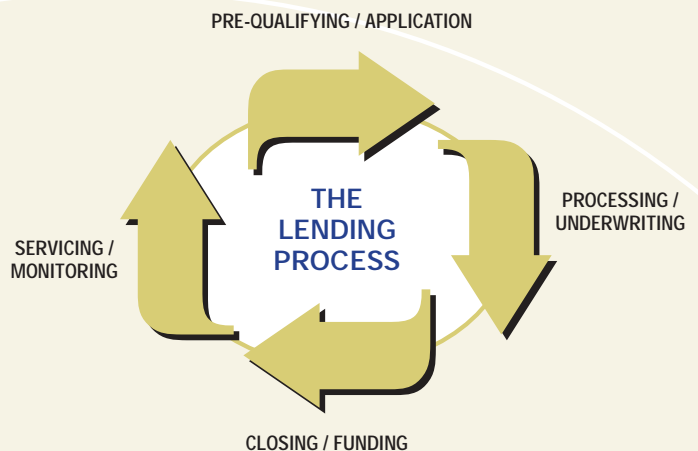 PRE-QUALIFYING / APPLICATION
THE
LENDING
PROCESS
PROCESSING /
UNDERWRITING
SERVICING /
MONITORING
CLOSING / FUNDING